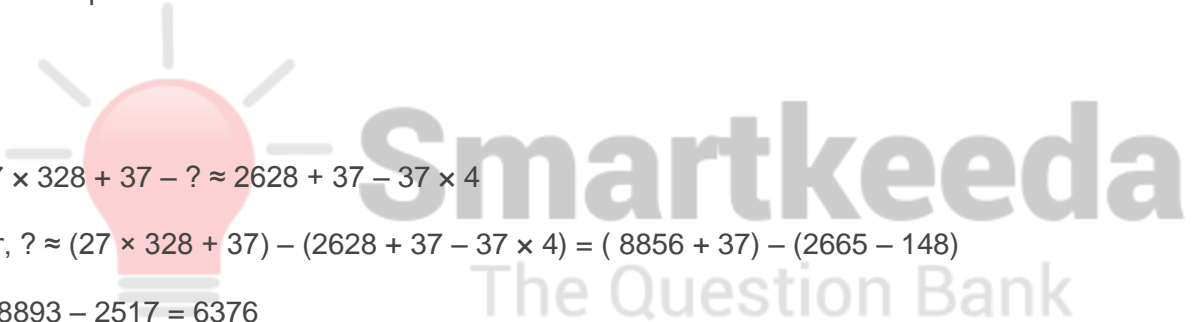 × 328 + 37 – ? ≈ 2628 + 37 – 37 × 4
, ? ≈ (27 × 328 + 37) – (2628 + 37 – 37 × 4) = ( 8856 + 37) – (2665 – 148)
8893 – 2517 = 6376
Smartkeeda
The Question Bank